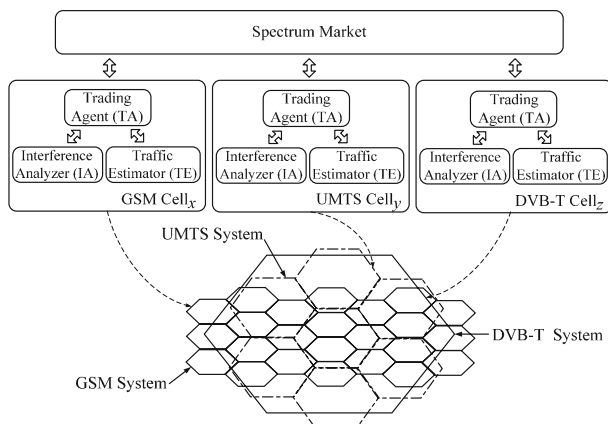 Spectrum Market
Trading
Agent (TA)
Interference
Analyzer (IA)
Traffic
Estimator (TE)
GSM Cellx
Trading
Agent (TA)
Interference
Analyzer (IA)
Traffic
Estimator (TE)
UMTS Celly
Trading
Agent (TA)
Interference
Analyzer (IA)
Traffic
Estimator (TE)
DVB-T Cellz
UMTS System
DVB-T System
GSM System